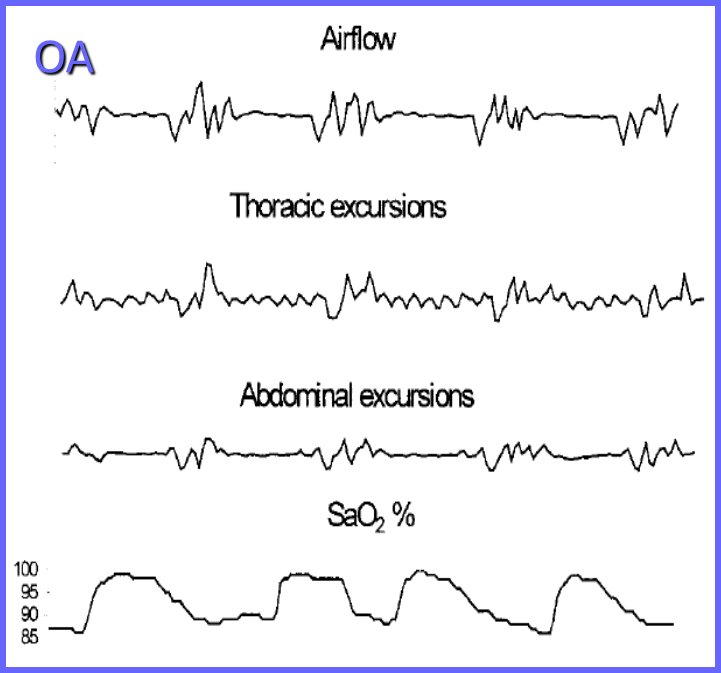 Airflow
OA
Thoracic excursions
Abdominal excursions
SaO₂ %
100
95
90
85